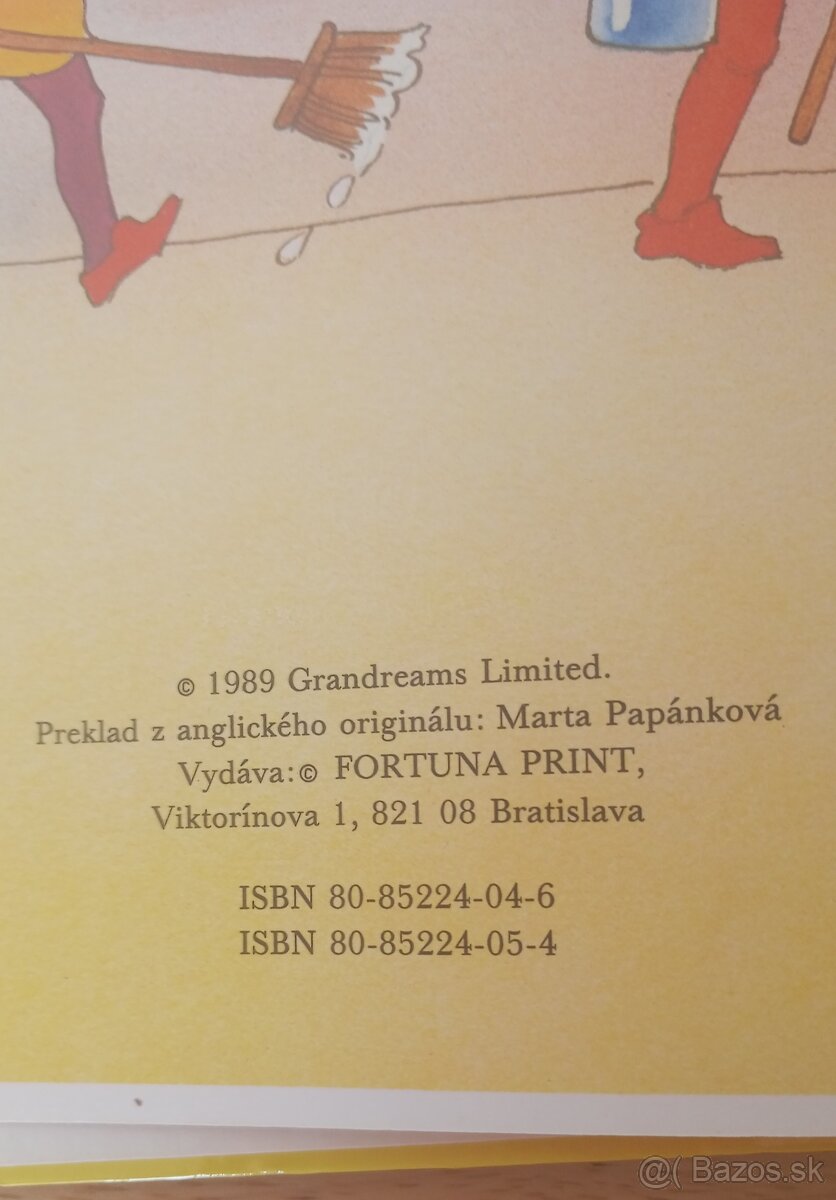 © 1989 Grandreams Limited.
Preklad z anglického originálu: Marta Papánková
Vydáva:© FORTUNA PRINT,
Viktorínova 1, 821 08 Bratislava
ISBN 80-85224-04-6
ISBN 80-85224-05-4
@( Bazos.sk